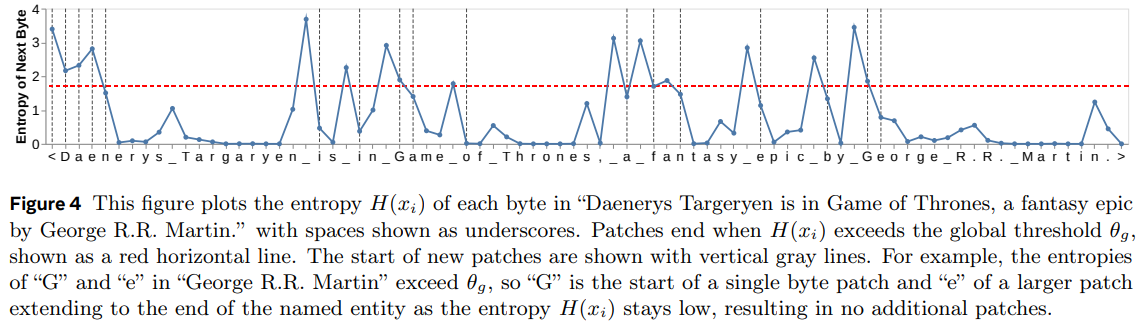 Entropy of Next Byte
4
3
2
1
0
< D a e n e r y s _ T a r g a r y e n _ i s _ i n _ G a m e _ o f _ T h r o n e s , _ a _ f a n t a s y _ e p i c _ b y _ G e o r g e _ R . R . _ M a r t i n . >
Figure 4 This figure plots the entropy H(xᵢ) of each byte in “Daenerys Targeryen is in Game of Thrones, a fantasy epic
by George R.R. Martin.” with spaces shown as underscores. Patches end when H(xᵢ) exceeds the global threshold θg,
shown as a red horizontal line. The start of new patches are shown with vertical gray lines. For example, the entropies
of “G” and “e” in “George R.R. Martin” exceed θg, so “G” is the start of a single byte patch and “e” of a larger patch
extending to the end of the named entity as the entropy H(xᵢ) stays low, resulting in no additional patches.